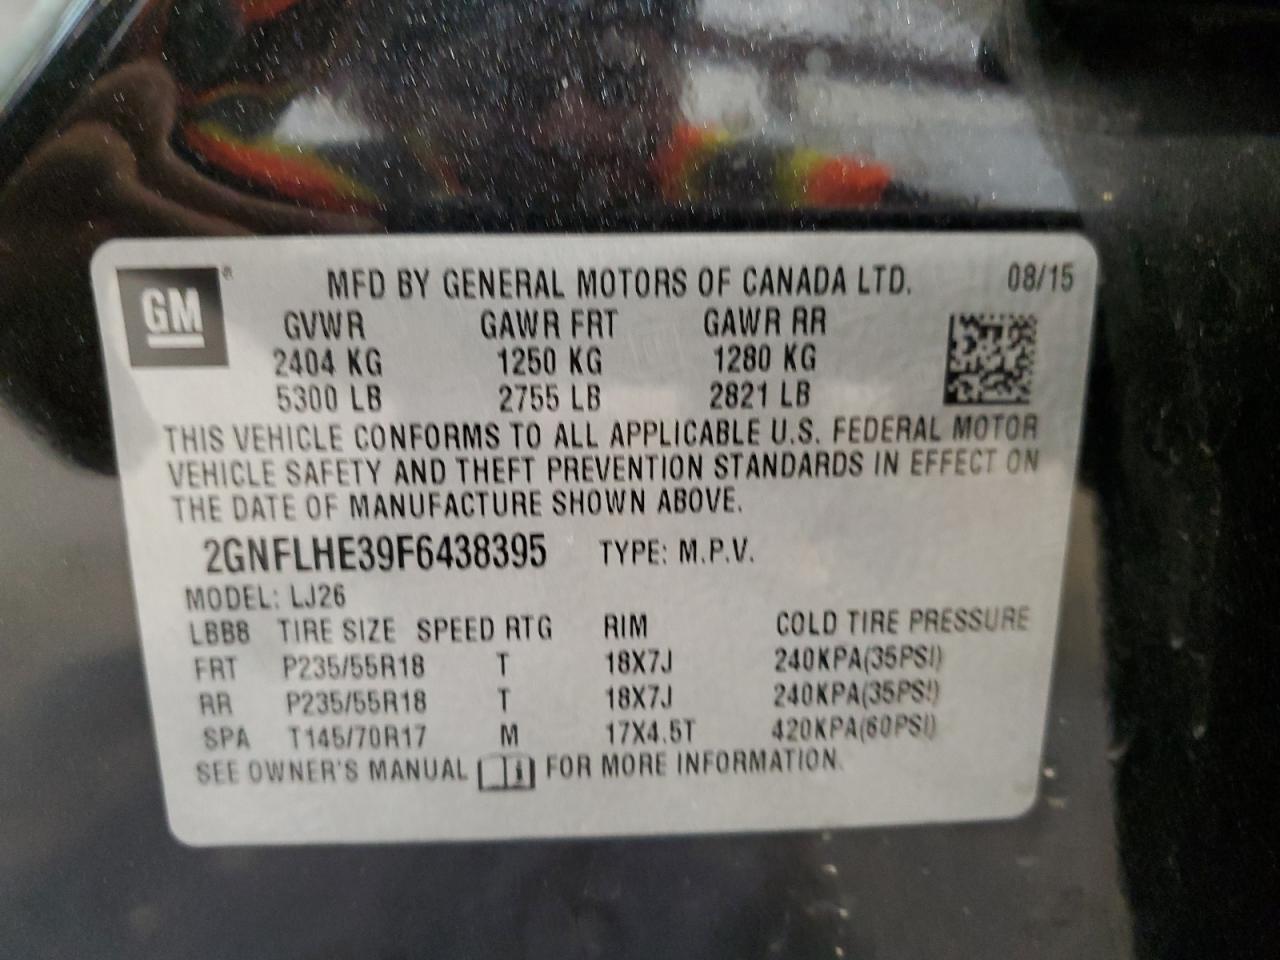 GM ®
MFD BY GENERAL MOTORS OF CANADA LTD. 08/15
GVWR GAWR FRT GAWR RR
2404 KG 1250 KG 1280 KG
5300 LB 2755 LB 2821 LB
THIS VEHICLE CONFORMS TO ALL APPLICABLE U.S. FEDERAL MOTOR
VEHICLE SAFETY AND THEFT PREVENTION STANDARDS IN EFFECT ON
THE DATE OF MANUFACTURE SHOWN ABOVE.
2GNFLHE39F6438395 TYPE: M.P.V.
MODEL: LJ26
LBB8 TIRE SIZE SPEED RTG RIM COLD TIRE PRESSURE
FRT P235/55R18 T 18X7J 240KPA(35PSI)
RR P235/55R18 T 18X7J 240KPA(35PSI)
SPA T145/70R17 M 17X4.5T 420KPA(60PSI)
SEE OWNER'S MANUAL FOR MORE INFORMATION.